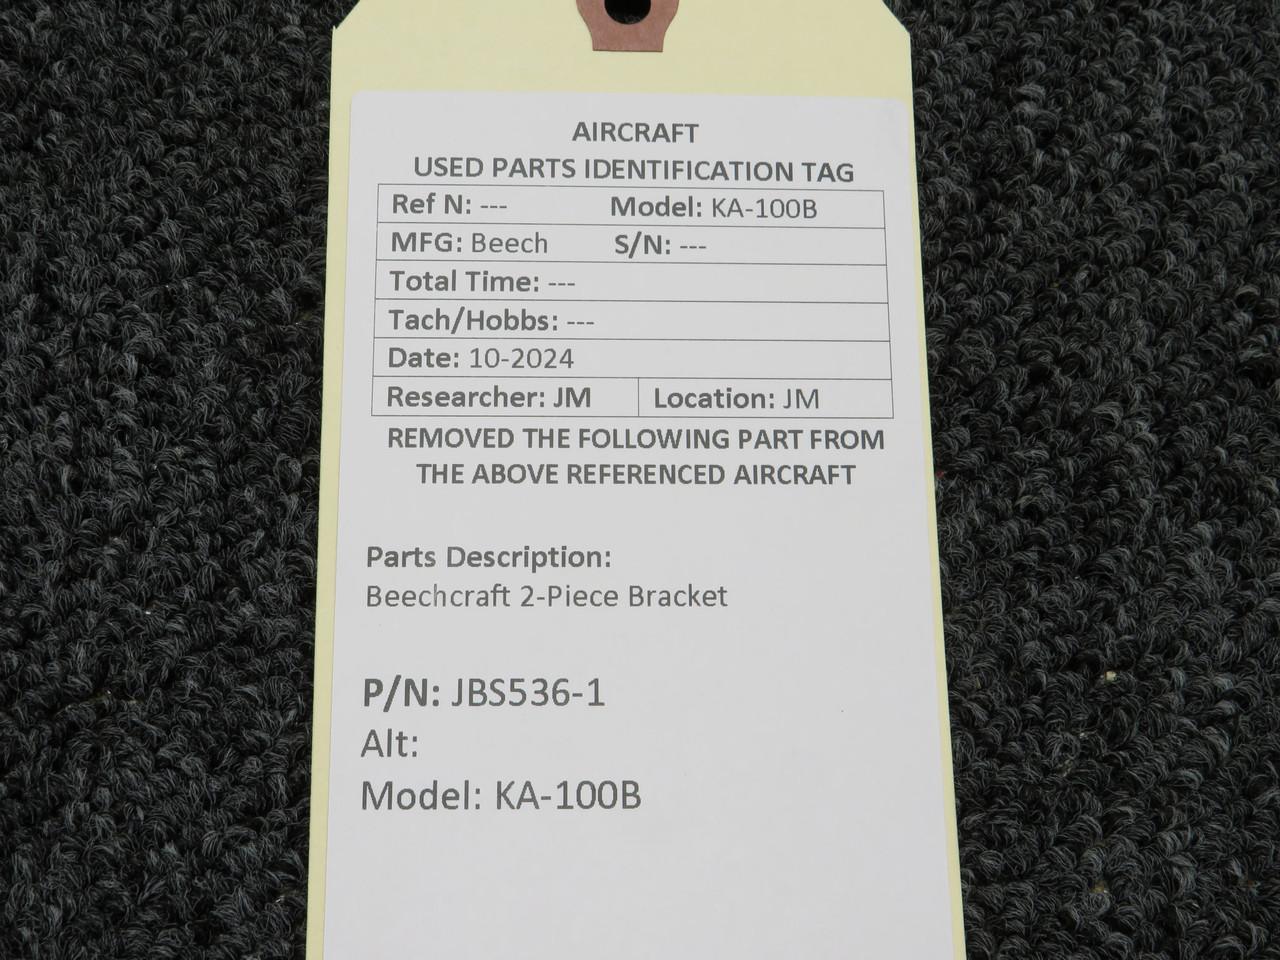 AIRCRAFT
USED PARTS IDENTIFICATION TAG
Ref N: --- Model: KA-100B
MFG: Beech S/N: ---
Total Time: ---
Tach/Hobbs: ---
Date: 10-2024
Researcher: JM Location: JM
REMOVED THE FOLLOWING PART FROM
THE ABOVE REFERENCED AIRCRAFT
Parts Description:
Beechcraft 2-Piece Bracket
P/N: JBS536-1
Alt:
Model: KA-100B